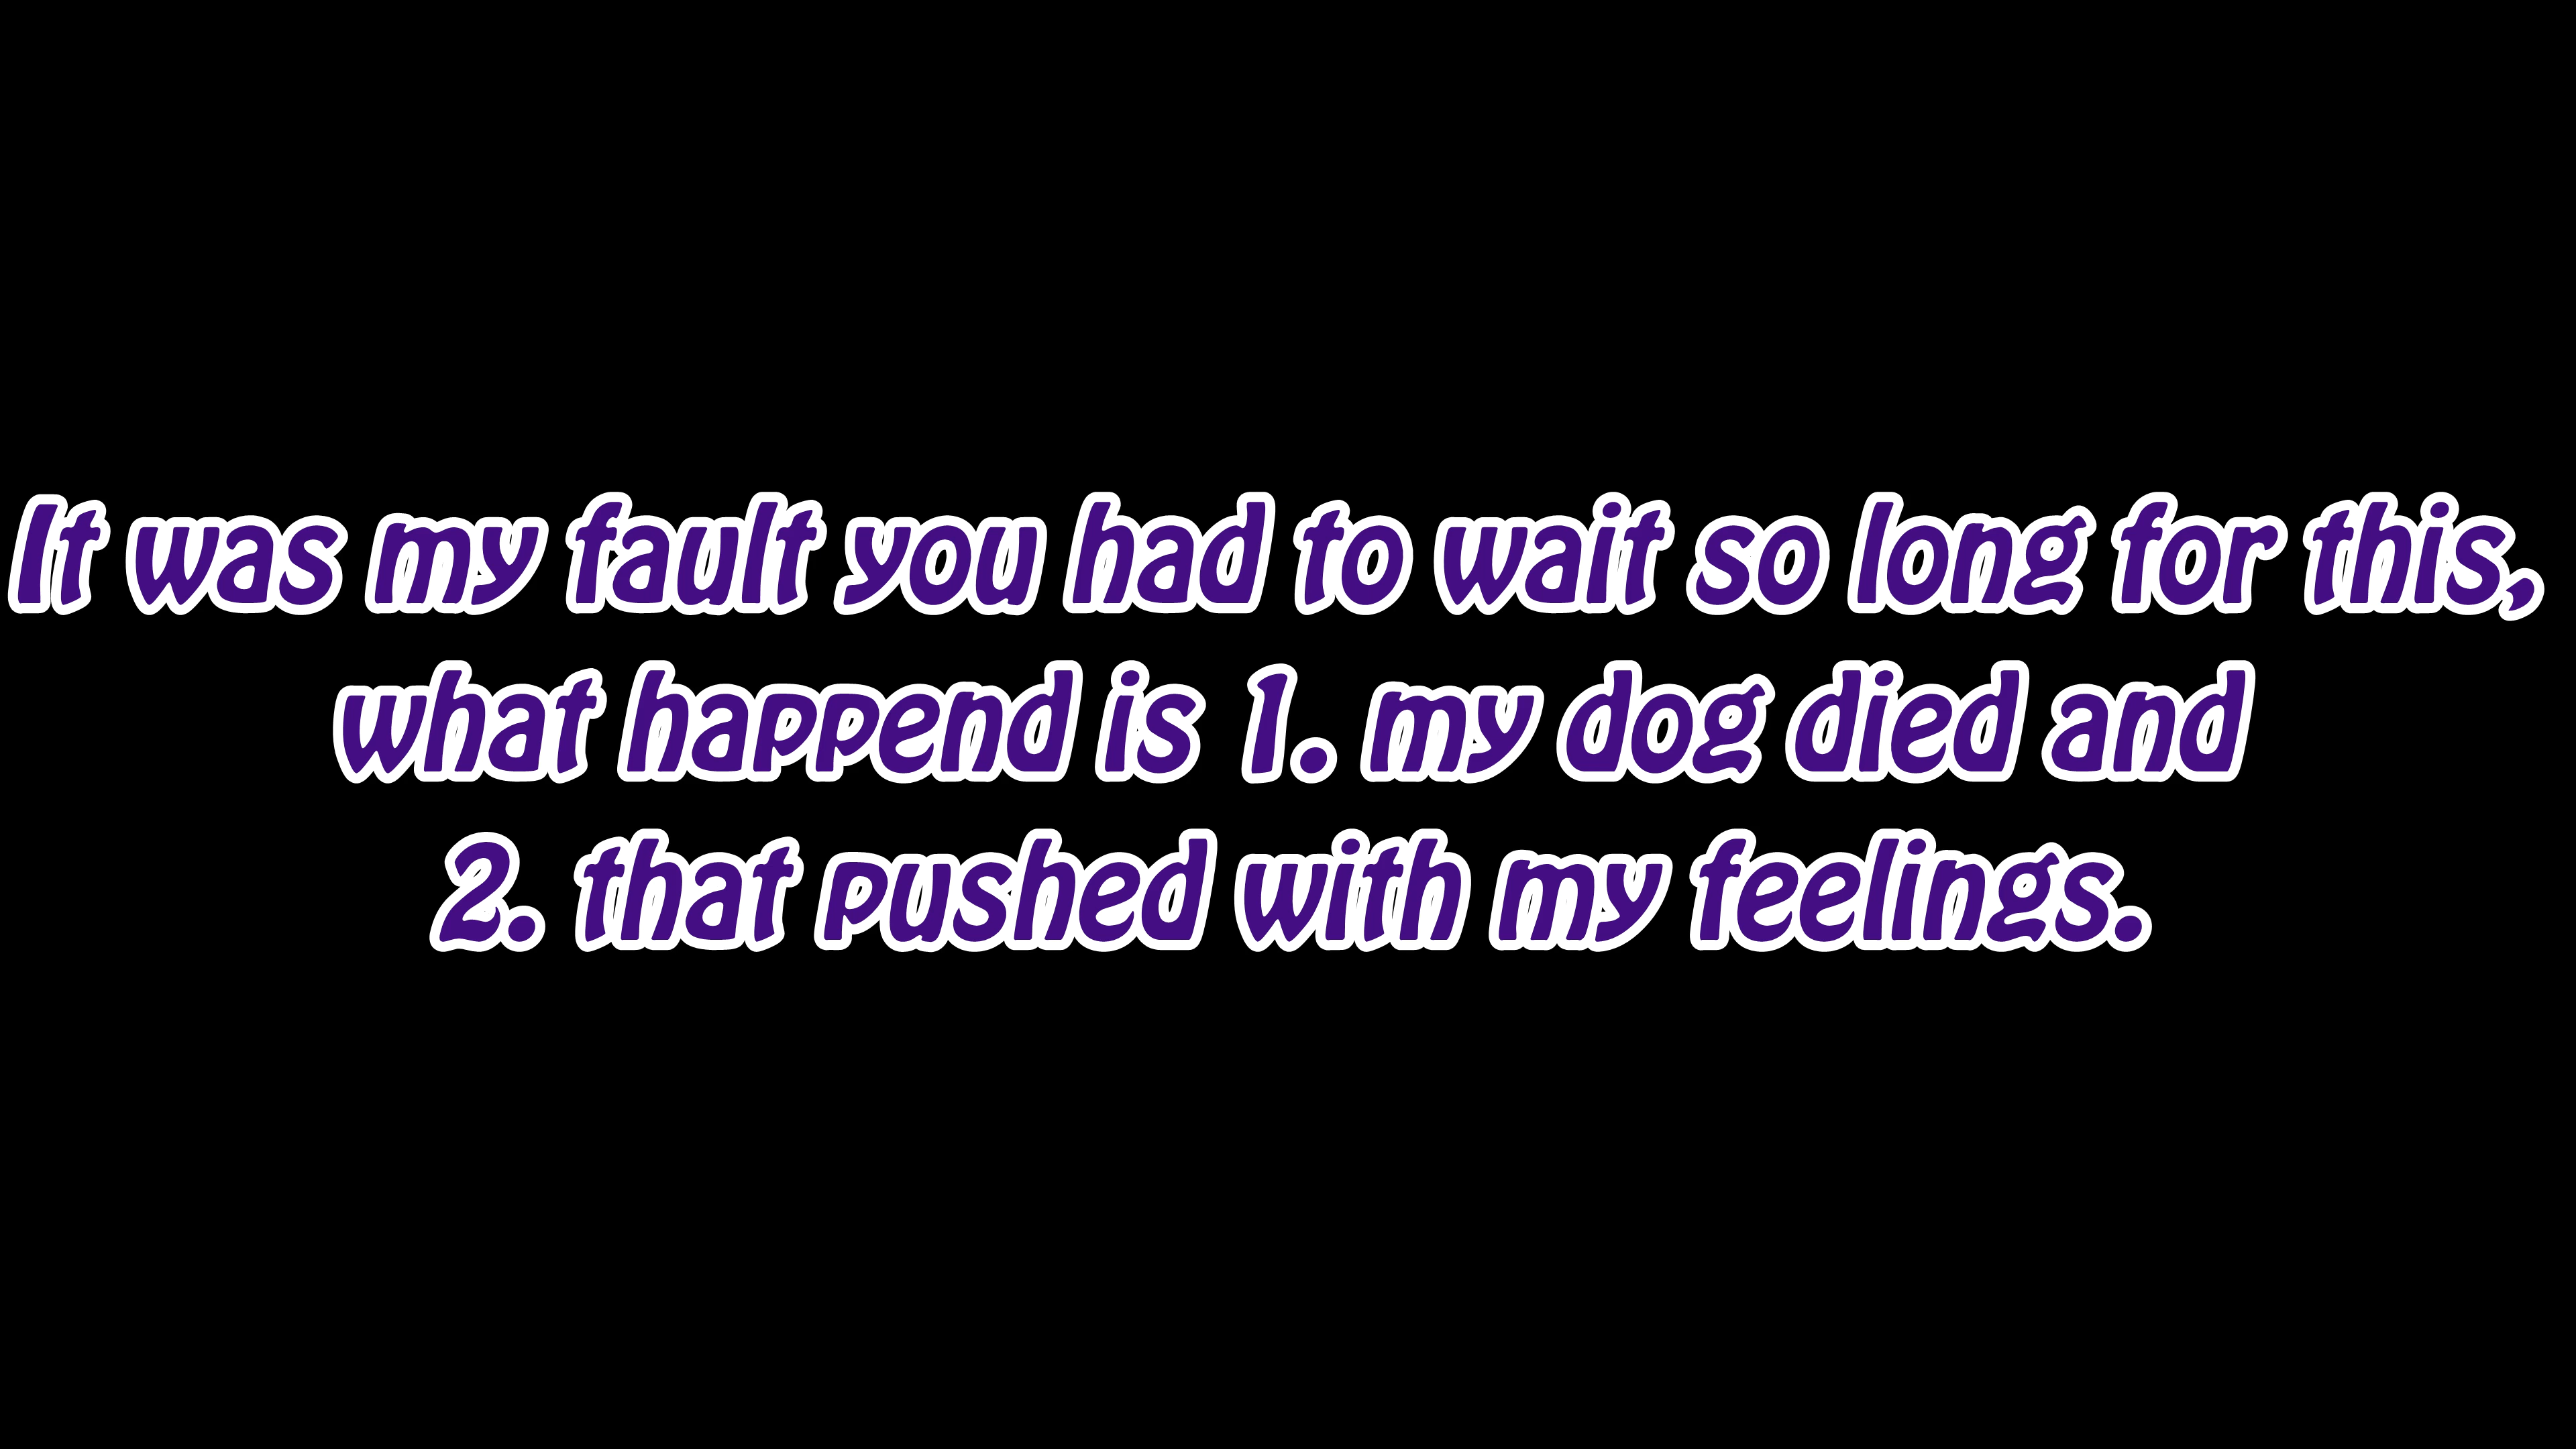 It was my fault you had to wait so long for this,
what happend is 1. my dog died and
2. that pushed with my feelings.